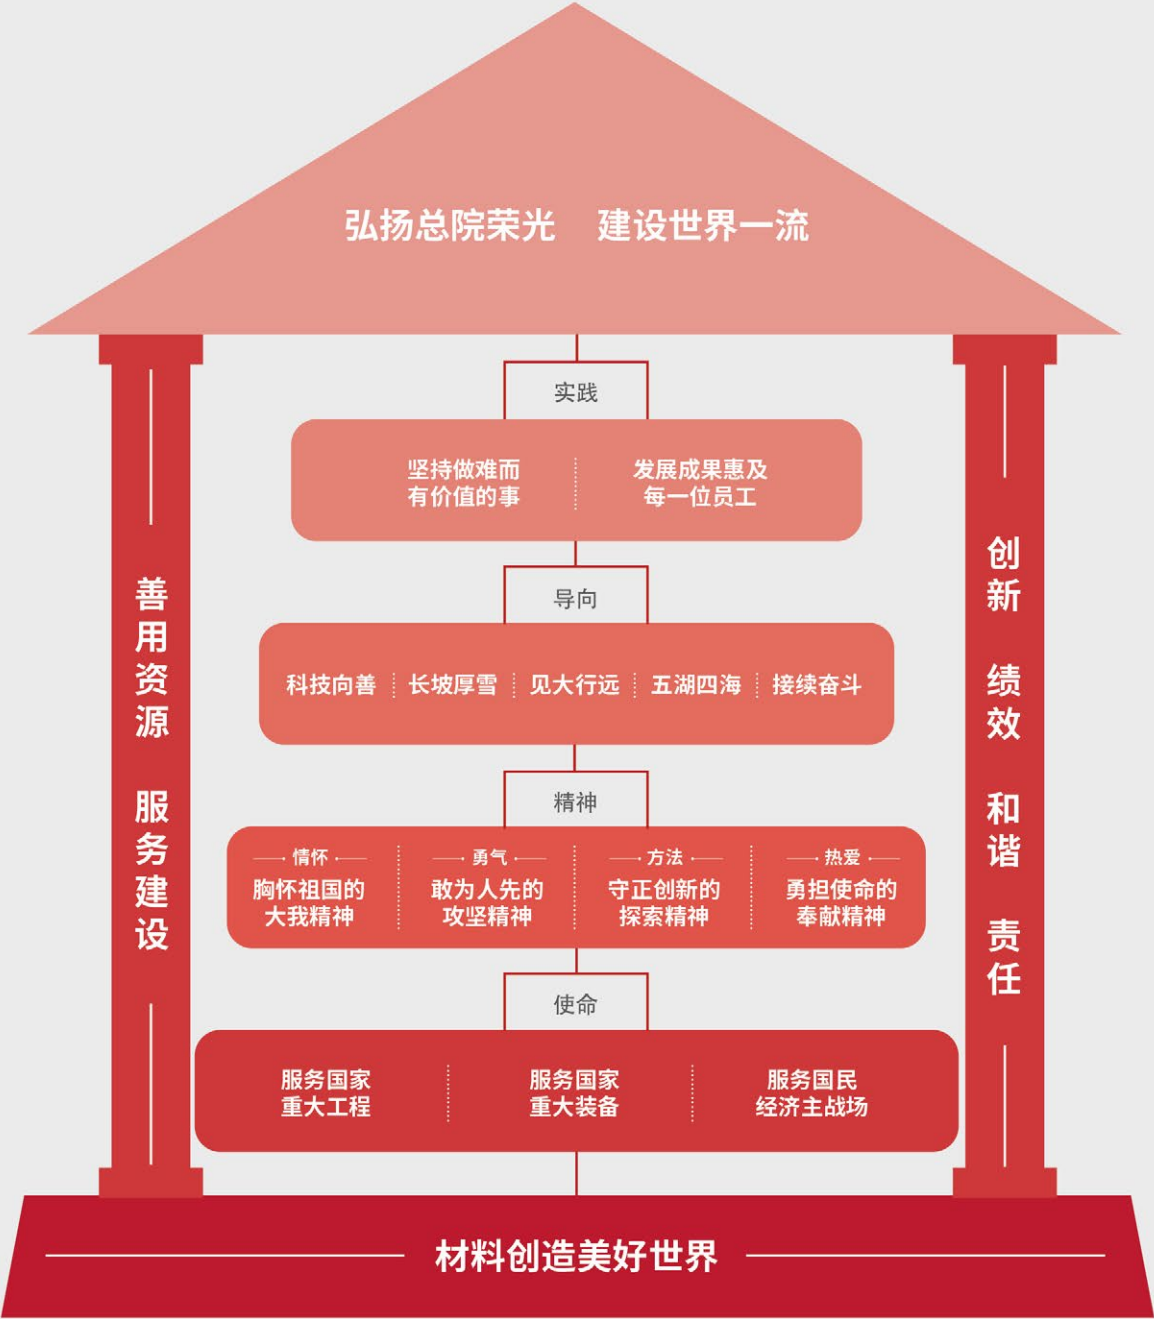 弘扬总院荣光 建设世界一流
实践
坚持做难而
有价值的事
发展成果惠及
每一位员工
导向
科技向善
长坡厚雪
见大行远
五湖四海
接续奋斗
精神
情怀
胸怀祖国的
大我精神
勇气
敢为人先的
攻坚精神
方法
守正创新的
探索精神
热爱
勇担使命的
奉献精神
使命
服务国家
重大工程
服务国家
重大装备
服务国民
经济主战场
善用资源 服务建设
创新 绩效 和谐 责任
材料创造美好世界